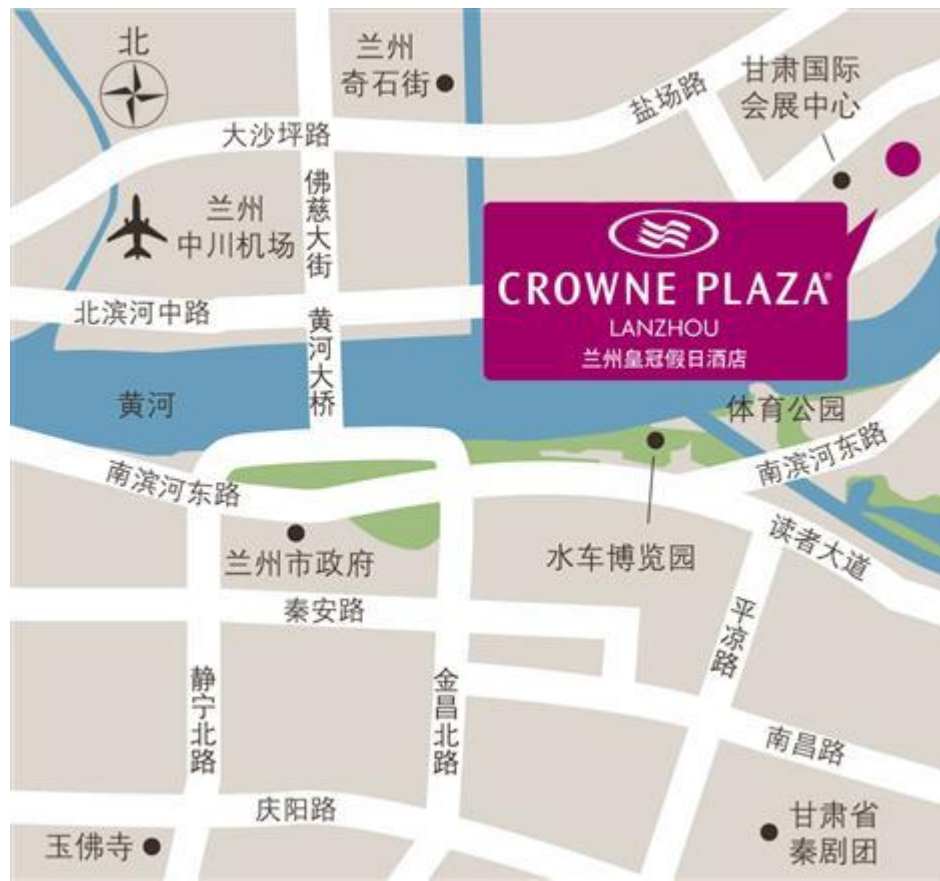 北
兰州
奇石街
甘肃国际
会展中心
盐场路
大沙坪路
佛慈大街
兰州
中川机场
CROWNE PLAZA®
LANZHOU
兰州皇冠假日酒店
北滨河中路
黄河大桥
黄河
体育公园
南滨河东路
南滨河东路
兰州市政府
水车博览园
读者大道
秦安路
平凉路
静宁北路
金昌北路
南昌路
庆阳路
玉佛寺
甘肃省
秦剧团